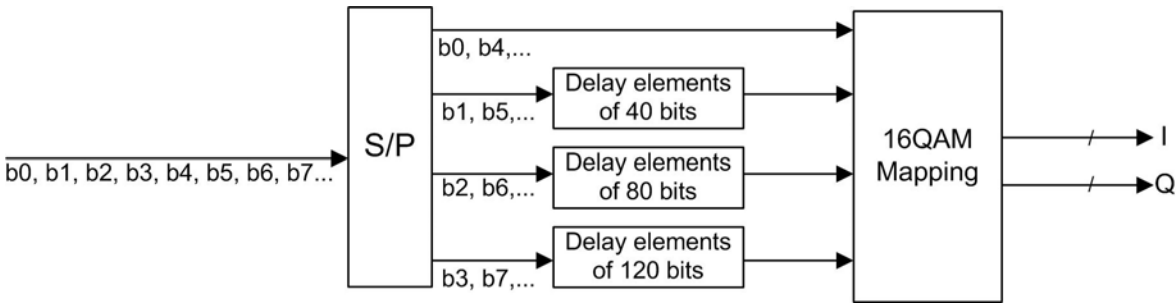 b0, b1, b2, b3, b4, b5, b6, b7...
S/P
b0, b4,...
b1, b5,...
b2, b6,...
b3, b7,...
Delay elements
of 40 bits
Delay elements
of 80 bits
Delay elements
of 120 bits
16QAM
Mapping
I
Q